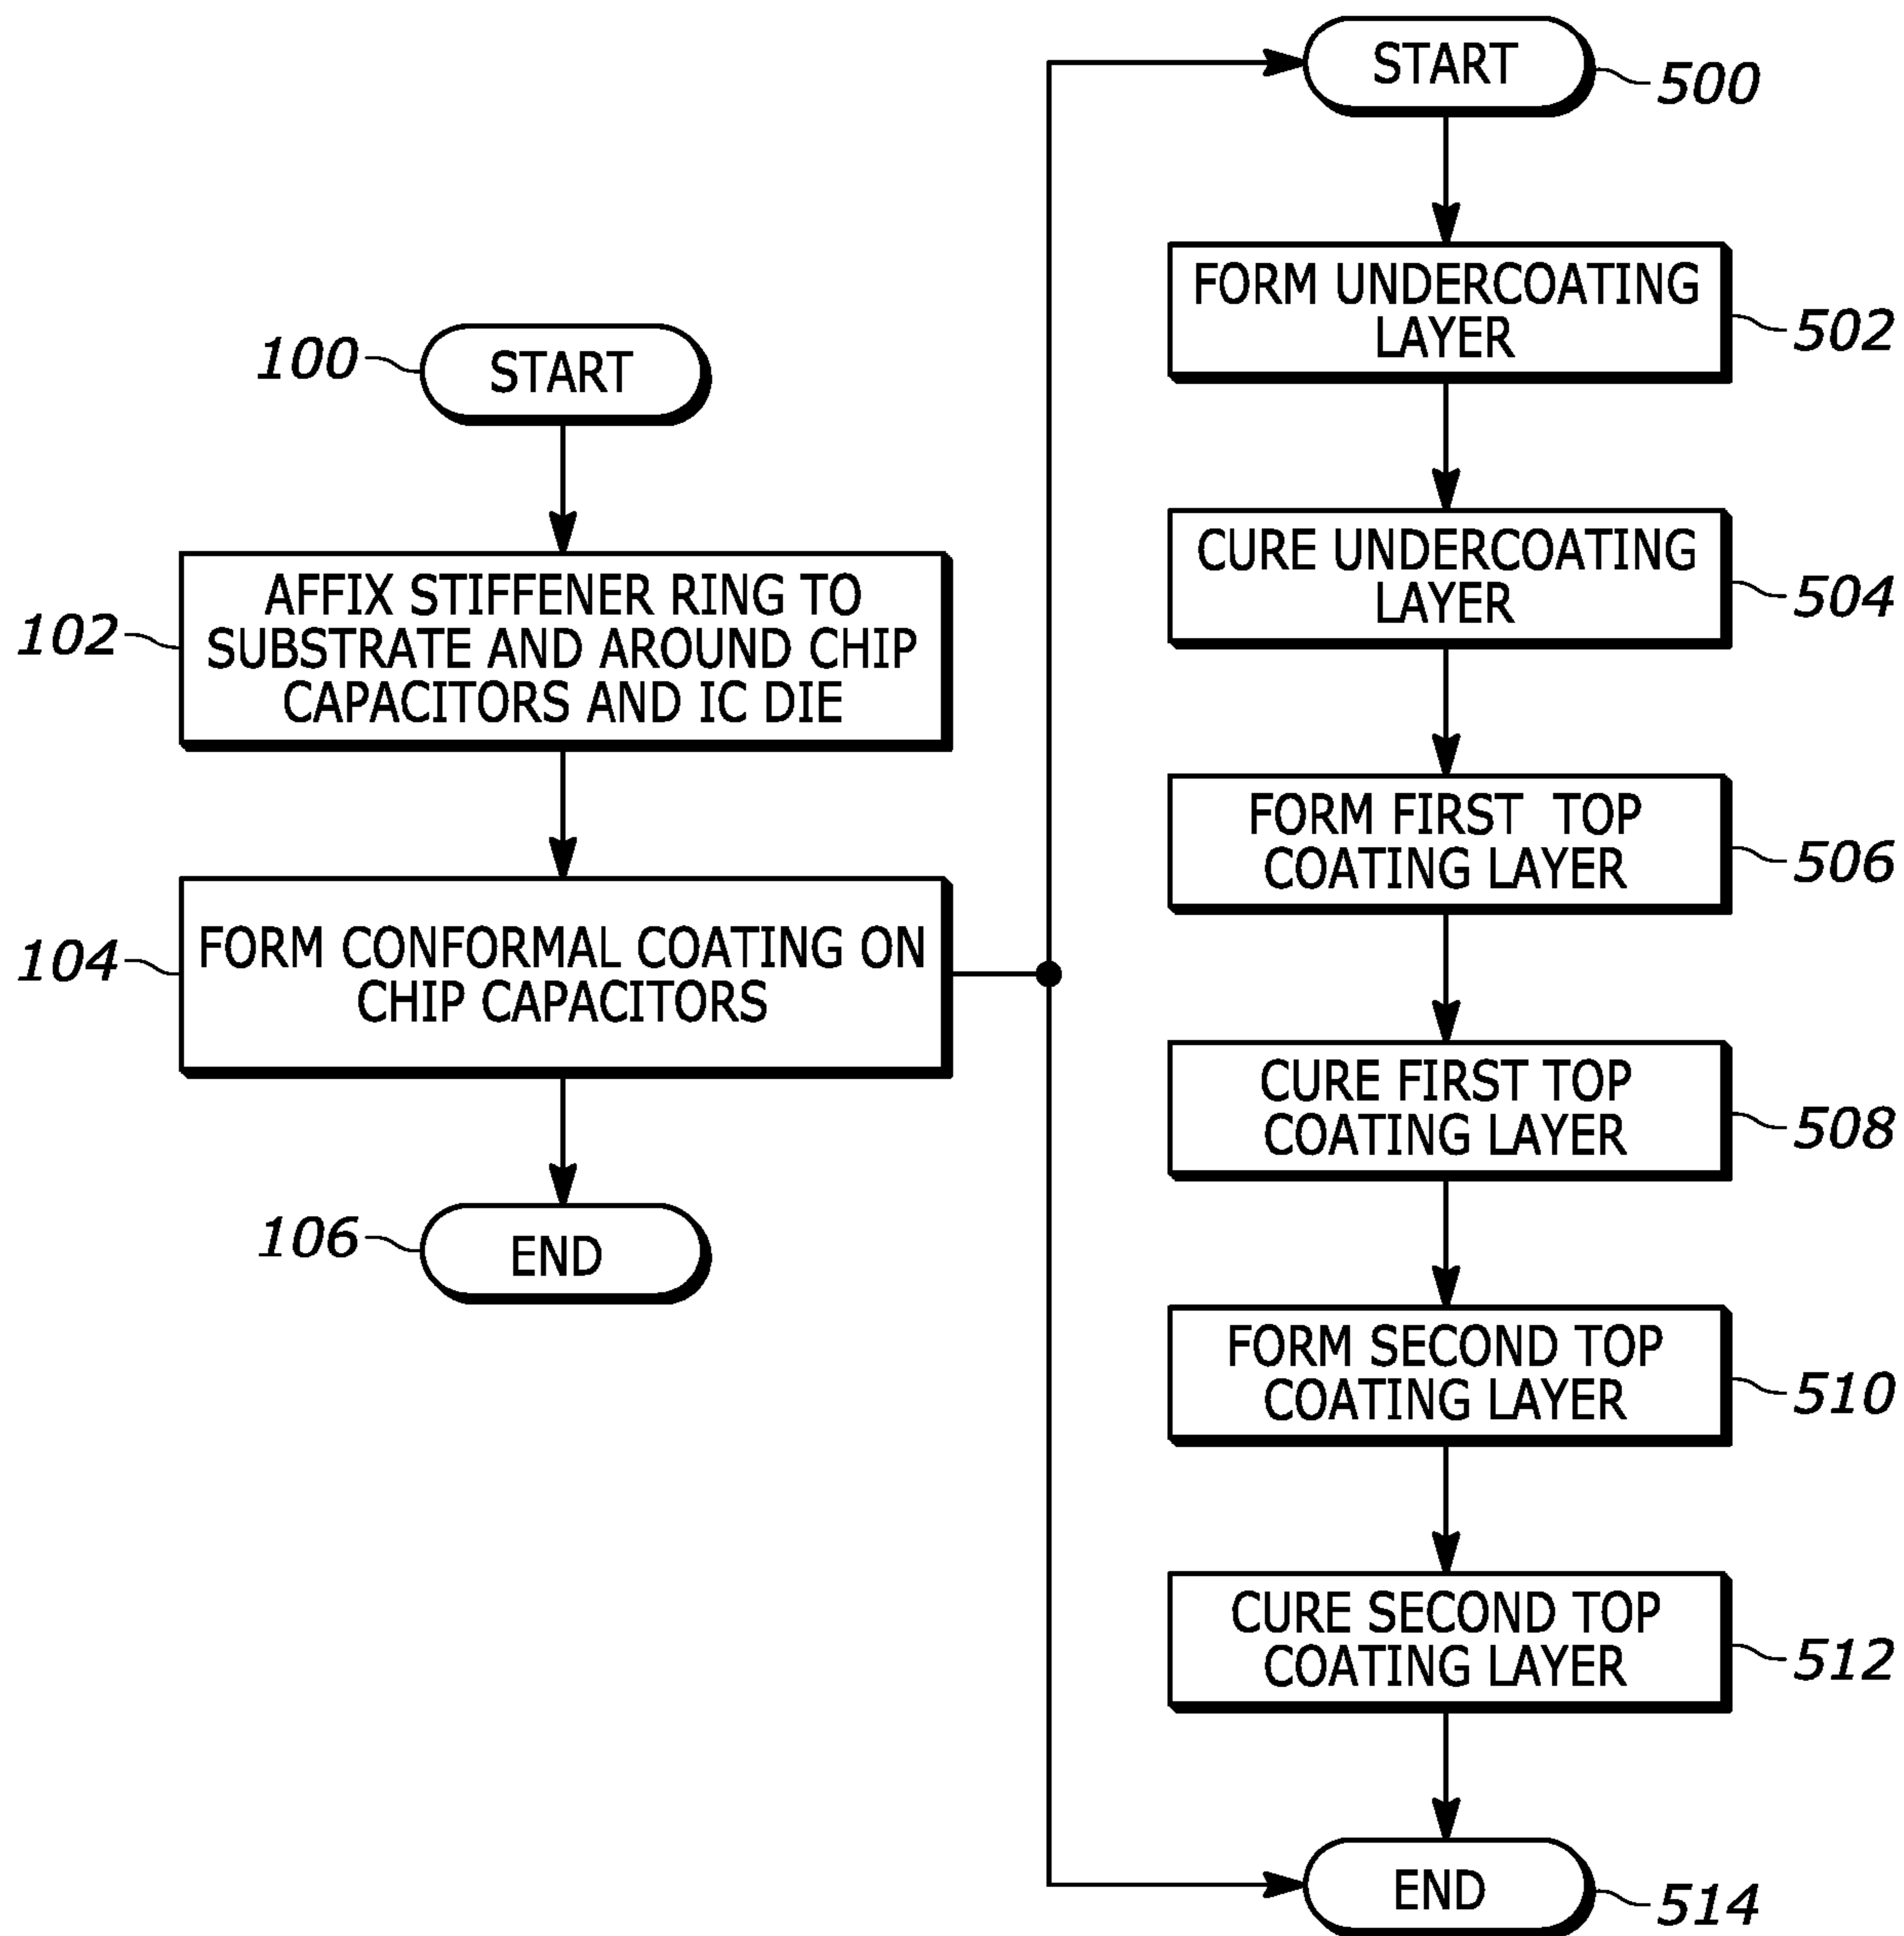 100
START
102
AFFIX STIFFENER RING TO
SUBSTRATE AND AROUND CHIP
CAPACITORS AND IC DIE
104
FORM CONFORMAL COATING ON
CHIP CAPACITORS
106
END
START
500
FORM UNDERCOATING
LAYER
502
CURE UNDERCOATING
LAYER
504
FORM FIRST TOP
COATING LAYER
506
CURE FIRST TOP
COATING LAYER
508
FORM SECOND TOP
COATING LAYER
510
CURE SECOND TOP
COATING LAYER
512
END
514